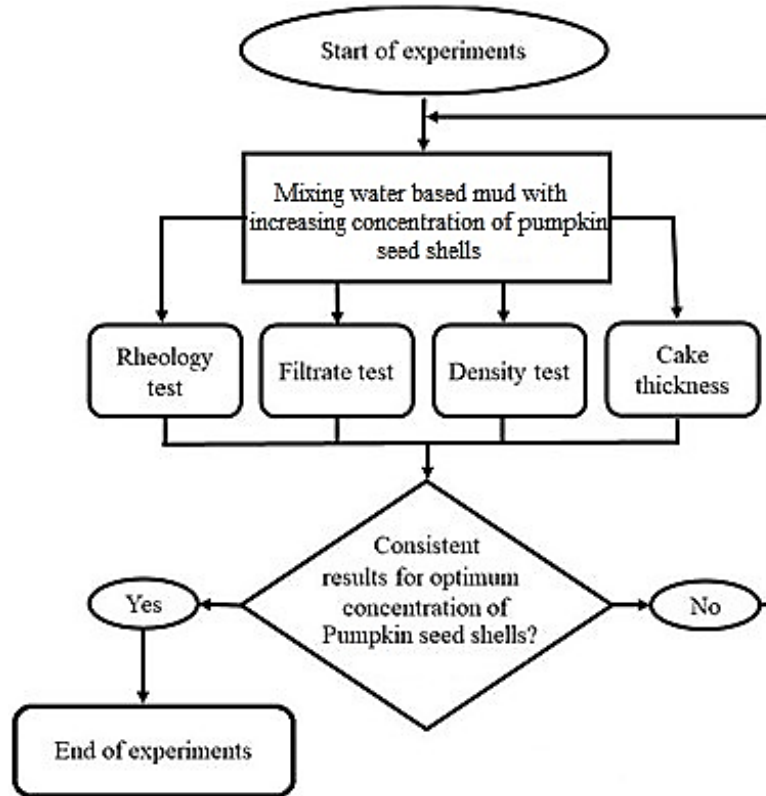 Start of experiments
Mixing water based mud with
increasing concentration of pumpkin
seed shells
Rheology
test
Filtrate test
Density test
Cake
thickness
Consistent
results for optimum
concentration of
Pumpkin seed shells?
Yes
No
End of experiments